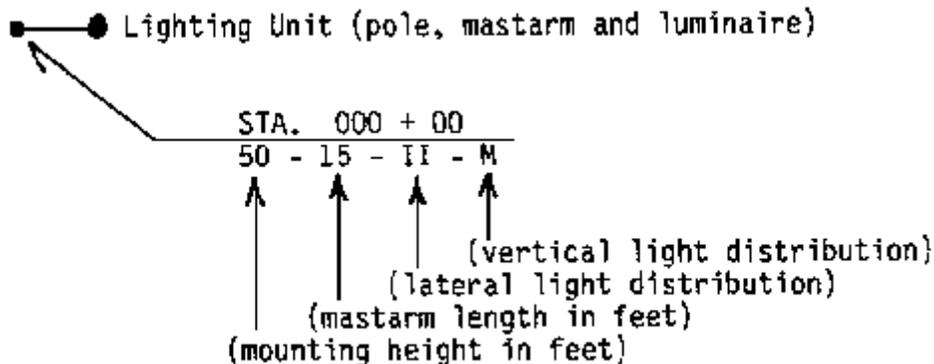 Lighting Unit (pole, mastarm and luminaire)
STA. 000 + 00
50 - 15 - II - M
(vertical light distribution)
(lateral light distribution)
(mastarm length in feet)
(mounting height in feet)